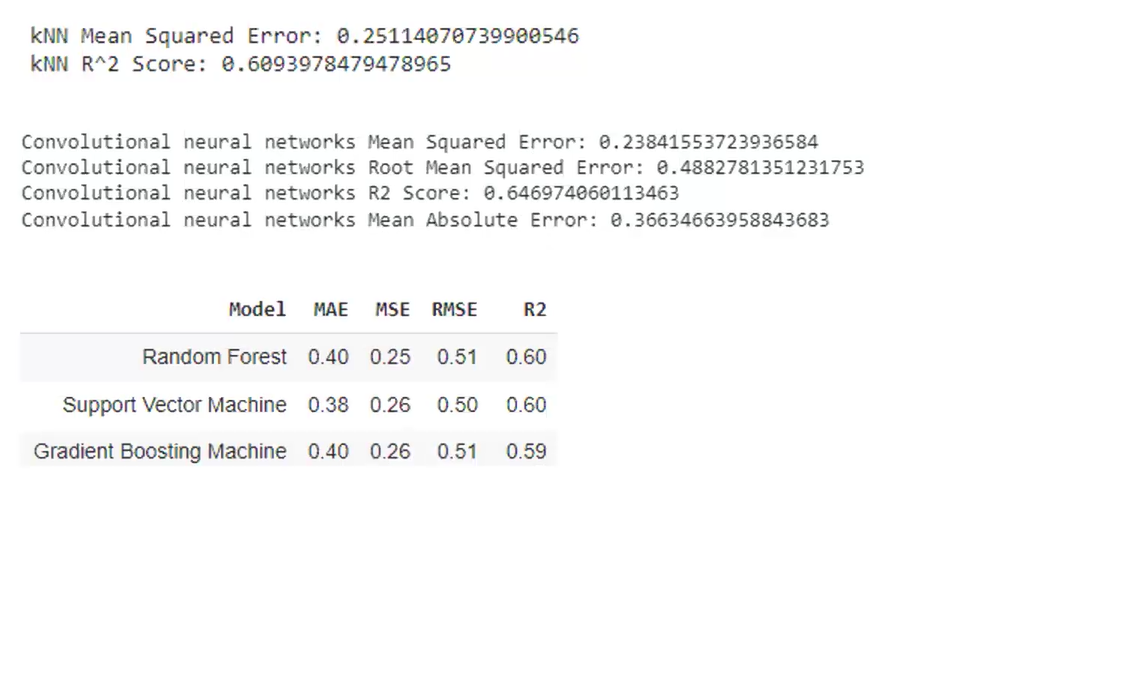 kNN Mean Squared Error: 0.25114070739900546
kNN R^2 Score: 0.6093978479478965
Convolutional neural networks Mean Squared Error: 0.23841553723936584
Convolutional neural networks Root Mean Squared Error: 0.4882781351231753
Convolutional neural networks R2 Score: 0.646974060113463
Convolutional neural networks Mean Absolute Error: 0.36634663958843683
Model MAE MSE RMSE R2
Random Forest 0.40 0.25 0.51 0.60
Support Vector Machine 0.38 0.26 0.50 0.60
Gradient Boosting Machine 0.40 0.26 0.51 0.59